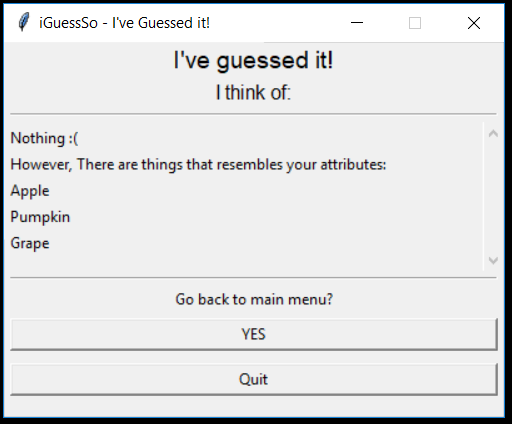 iGuessSo - I've Guessed it!
I've guessed it!
I think of:
Nothing :(
However, There are things that resembles your attributes:
Apple
Pumpkin
Grape
Go back to main menu?
YES
Quit